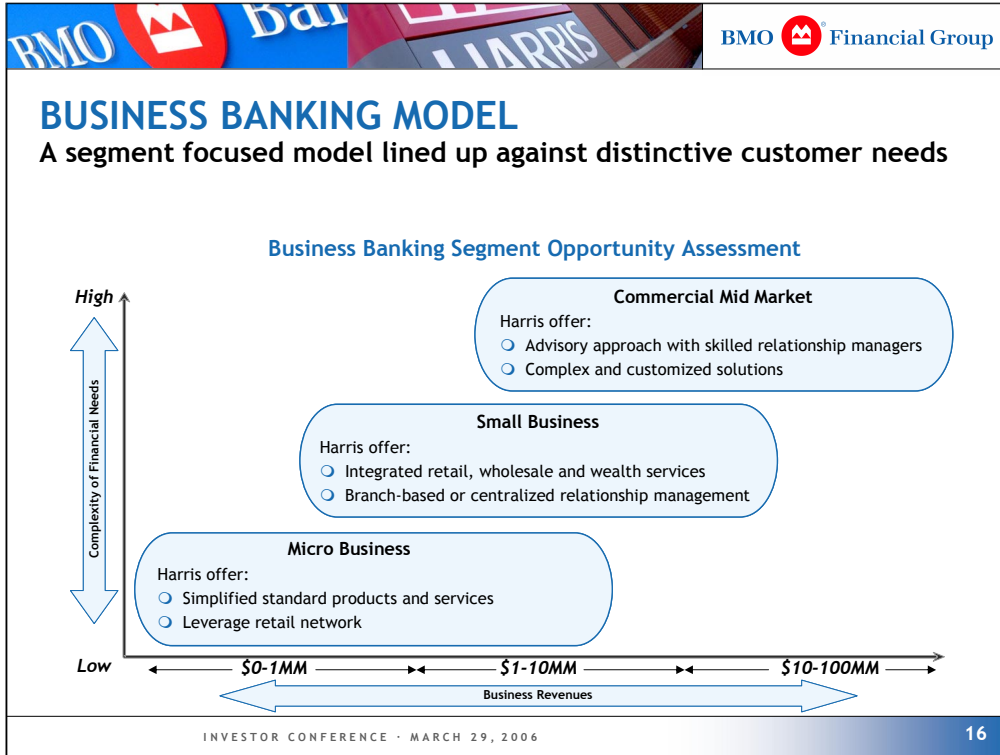 BMO
Ba
HARRIS
BMO Financial Group®
BUSINESS BANKING MODEL
A segment focused model lined up against distinctive customer needs
Business Banking Segment Opportunity Assessment
High
Commercial Mid Market
Harris offer:
Advisory approach with skilled relationship managers
Complex and customized solutions
Complexity of Financial Needs
Small Business
Harris offer:
Integrated retail, wholesale and wealth services
Branch-based or centralized relationship management
Micro Business
Harris offer:
Simplified standard products and services
Leverage retail network
Low
$0-1MM $1-10MM $10-100MM
Business Revenues
INVESTOR CONFERENCE · MARCH 29, 2006
16